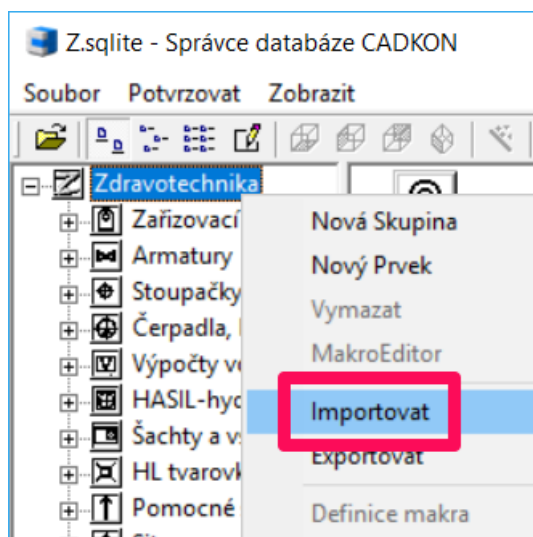 Z.sqlite - Správce databáze CADKON
Soubor Potvrzovat Zobrazit
Zdravotechnika
Zařizovací
Armatury
Stoupačky
Čerpadla,
Výpočty
HASIL-hyd
Šachty a
HL tvarovk
Pomocné
Nová Skupina
Nový Prvek
Vymazat
MakroEditor
Importovat
Exportovat
Definice makra